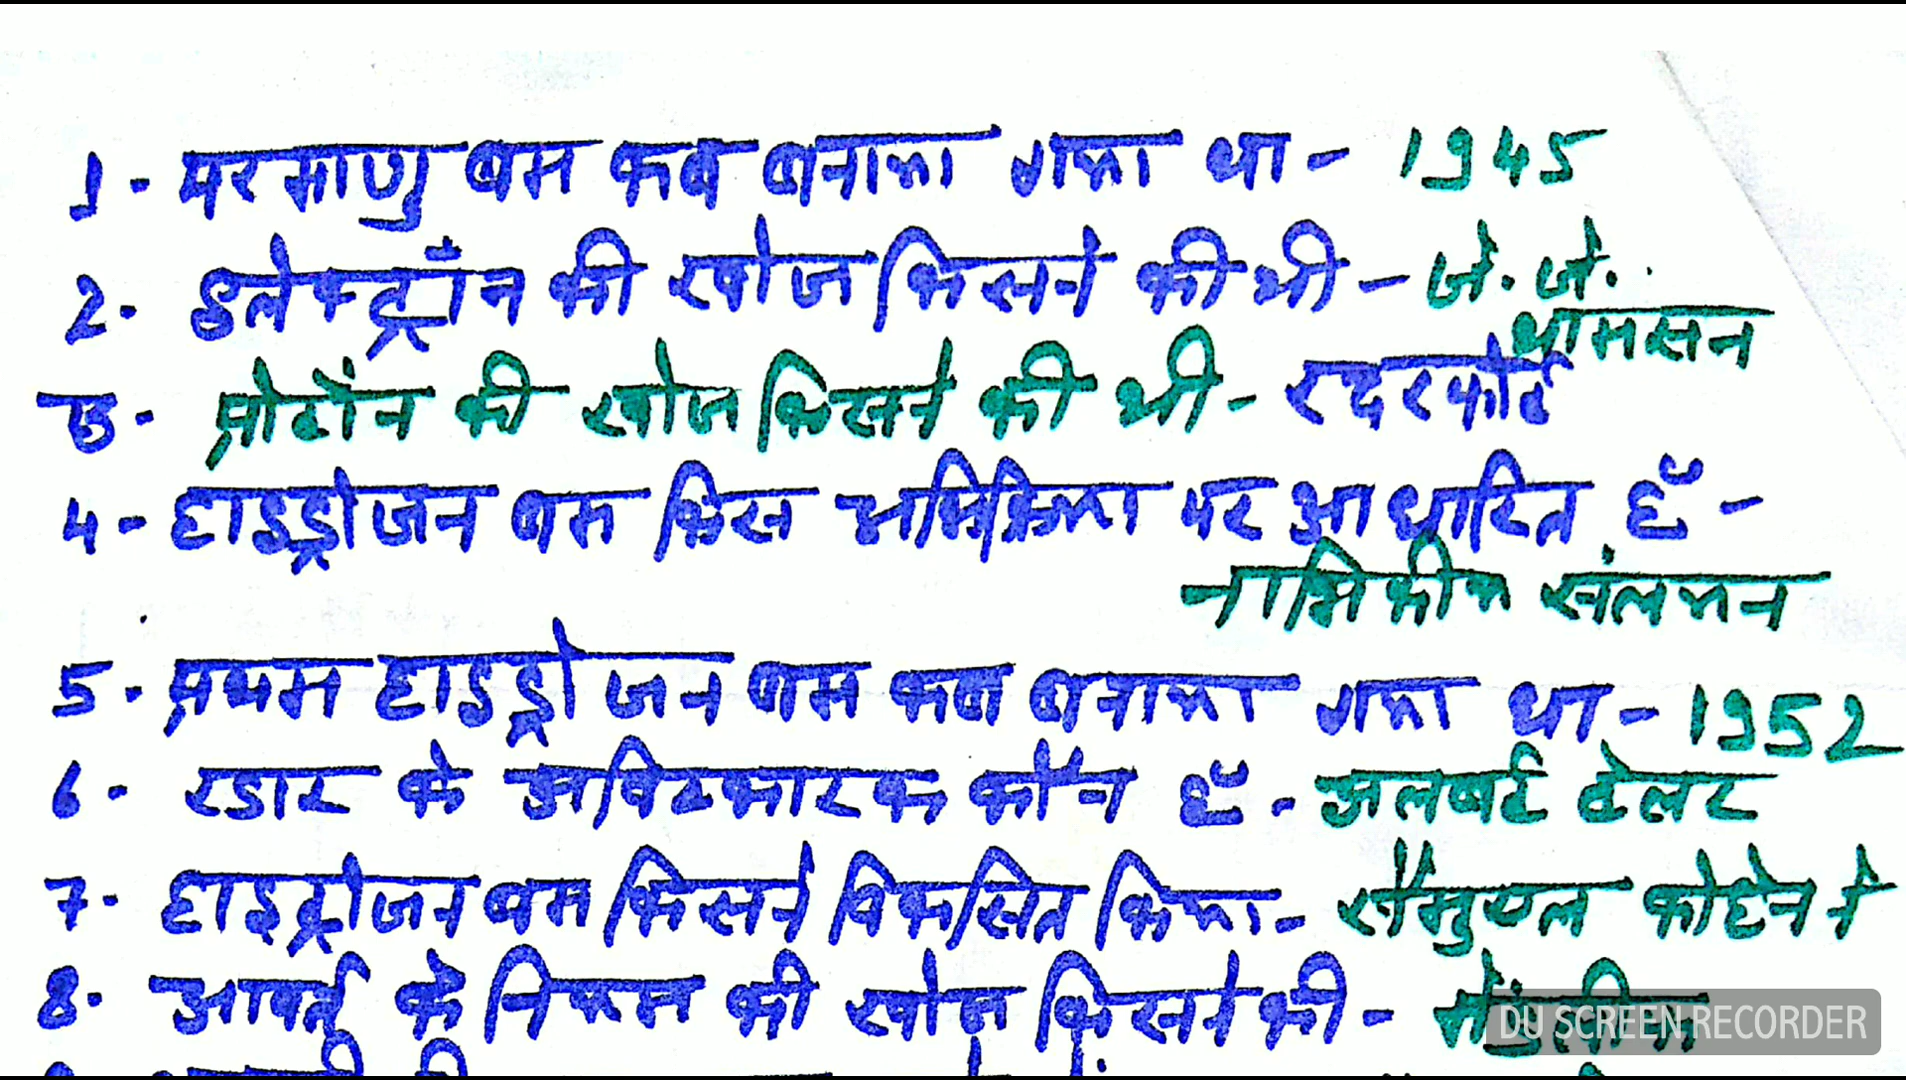 1 - परमाणु बम कब बनाया गया था - 1945
2 - इलेक्ट्रॉन की खोज किसने की थी - जे. जे.
थामसन
3 - प्रोटॉन की खोज किसने की थी - रदरफोर्ड
4 - हाइड्रोजन बम किस अभिक्रिया पर आधारित है -
नाभिकीय संलयन
5 - प्रथम हाइड्रोजन बम कब बनाया गया था - 1952
6 - रडार के अविष्कारक कौन है - अलबर्ट टेलर
7 - हाइड्रोजन बम किसने विकसित किया - सैमुयल कोहेन ने
8 - आवर्त के नियम की खोज किसने की -
DU SCREEN RECORDER